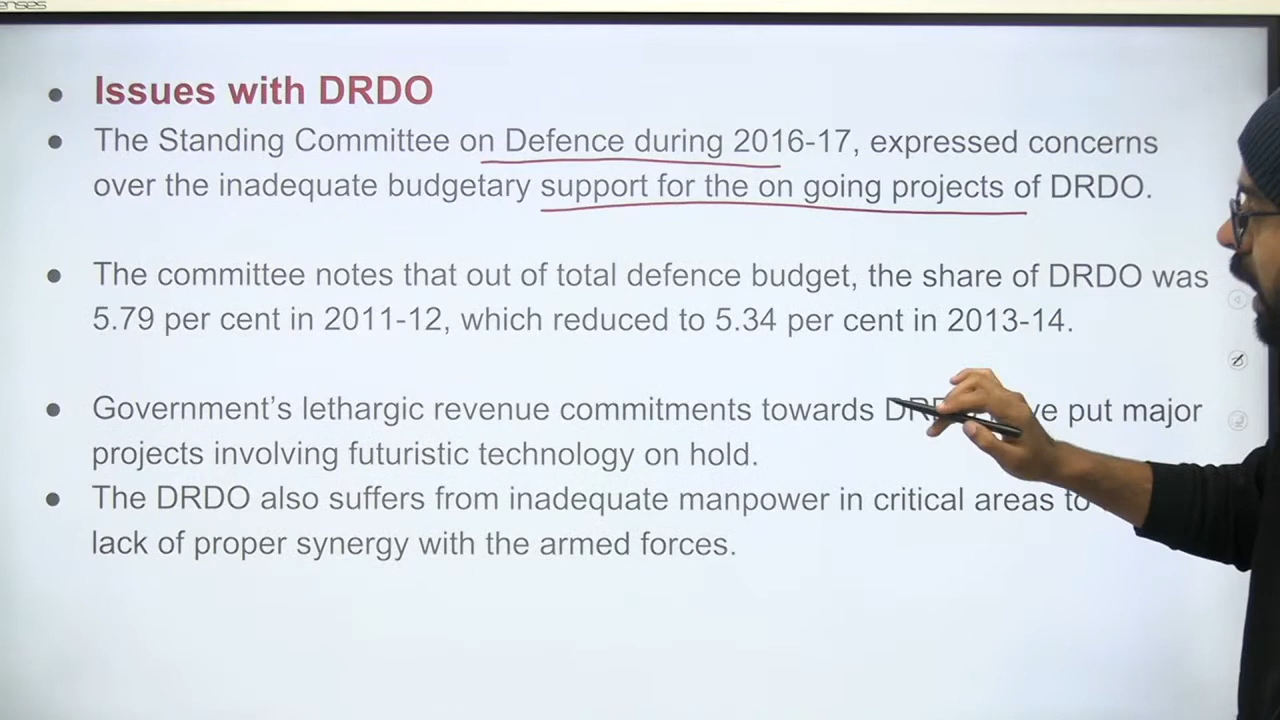 enses
Issues with DRDO
The Standing Committee on Defence during 2016-17, expressed concerns
over the inadequate budgetary support for the on going projects of DRDO.
The committee notes that out of total defence budget, the share of DRDO was
5.79 per cent in 2011-12, which reduced to 5.34 per cent in 2013-14.
Government's lethargic revenue commitments towards put major
projects involving futuristic technology on hold.
The DRDO also suffers from inadequate manpower in critical areas to
lack of proper synergy with the armed forces.